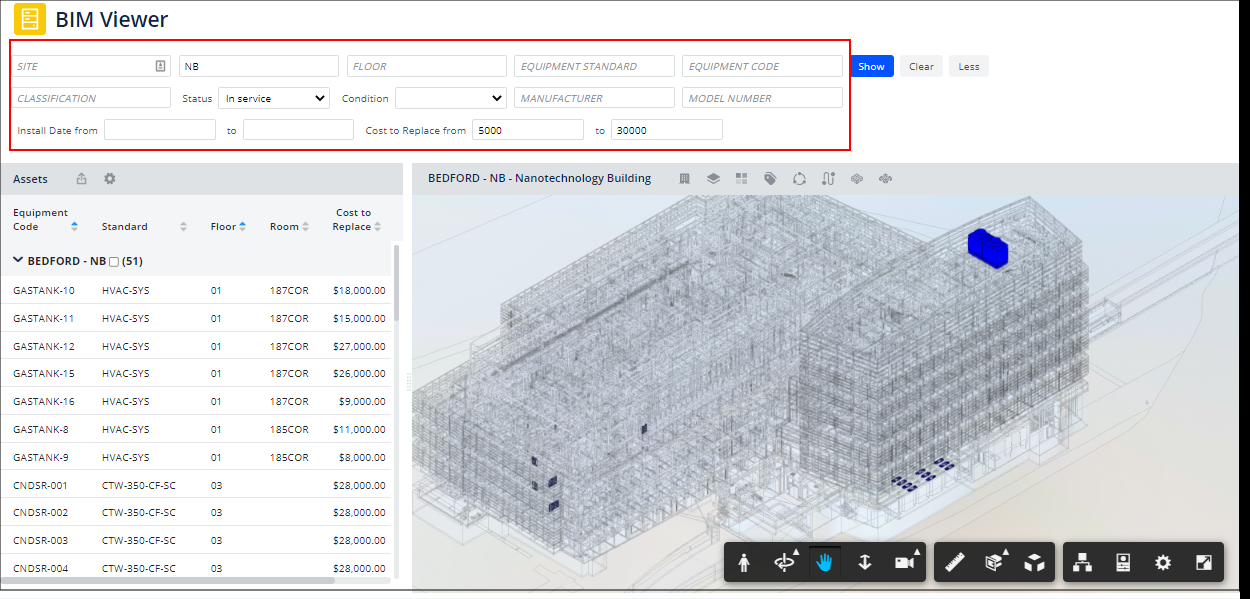 BIM Viewer
SITE NB FLOOR EQUIPMENT STANDARD EQUIPMENT CODE Show Clear Less
CLASSIFICATION Status In service Condition MANUFACTURER MODEL NUMBER
Install Date from to Cost to Replace from 5000 to 30000
Assets
BEDFORD - NB - Nanotechnology Building
Equipment Code Standard Floor Room Cost to Replace
BEDFORD - NB (51)
GASTANK-10 HVAC-SYS 01 187COR $18,000.00
GASTANK-11 HVAC-SYS 01 187COR $15,000.00
GASTANK-12 HVAC-SYS 01 187COR $27,000.00
GASTANK-15 HVAC-SYS 01 187COR $26,000.00
GASTANK-16 HVAC-SYS 01 187COR $9,000.00
GASTANK-8 HVAC-SYS 01 185COR $11,000.00
GASTANK-9 HVAC-SYS 01 185COR $8,000.00
CNDSR-001 CTW-350-CF-SC 03 $28,000.00
CNDSR-002 CTW-350-CF-SC 03 $28,000.00
CNDSR-003 CTW-350-CF-SC 03 $28,000.00
CNDSR-004 CTW-350-CF-SC 03 $28,000.00